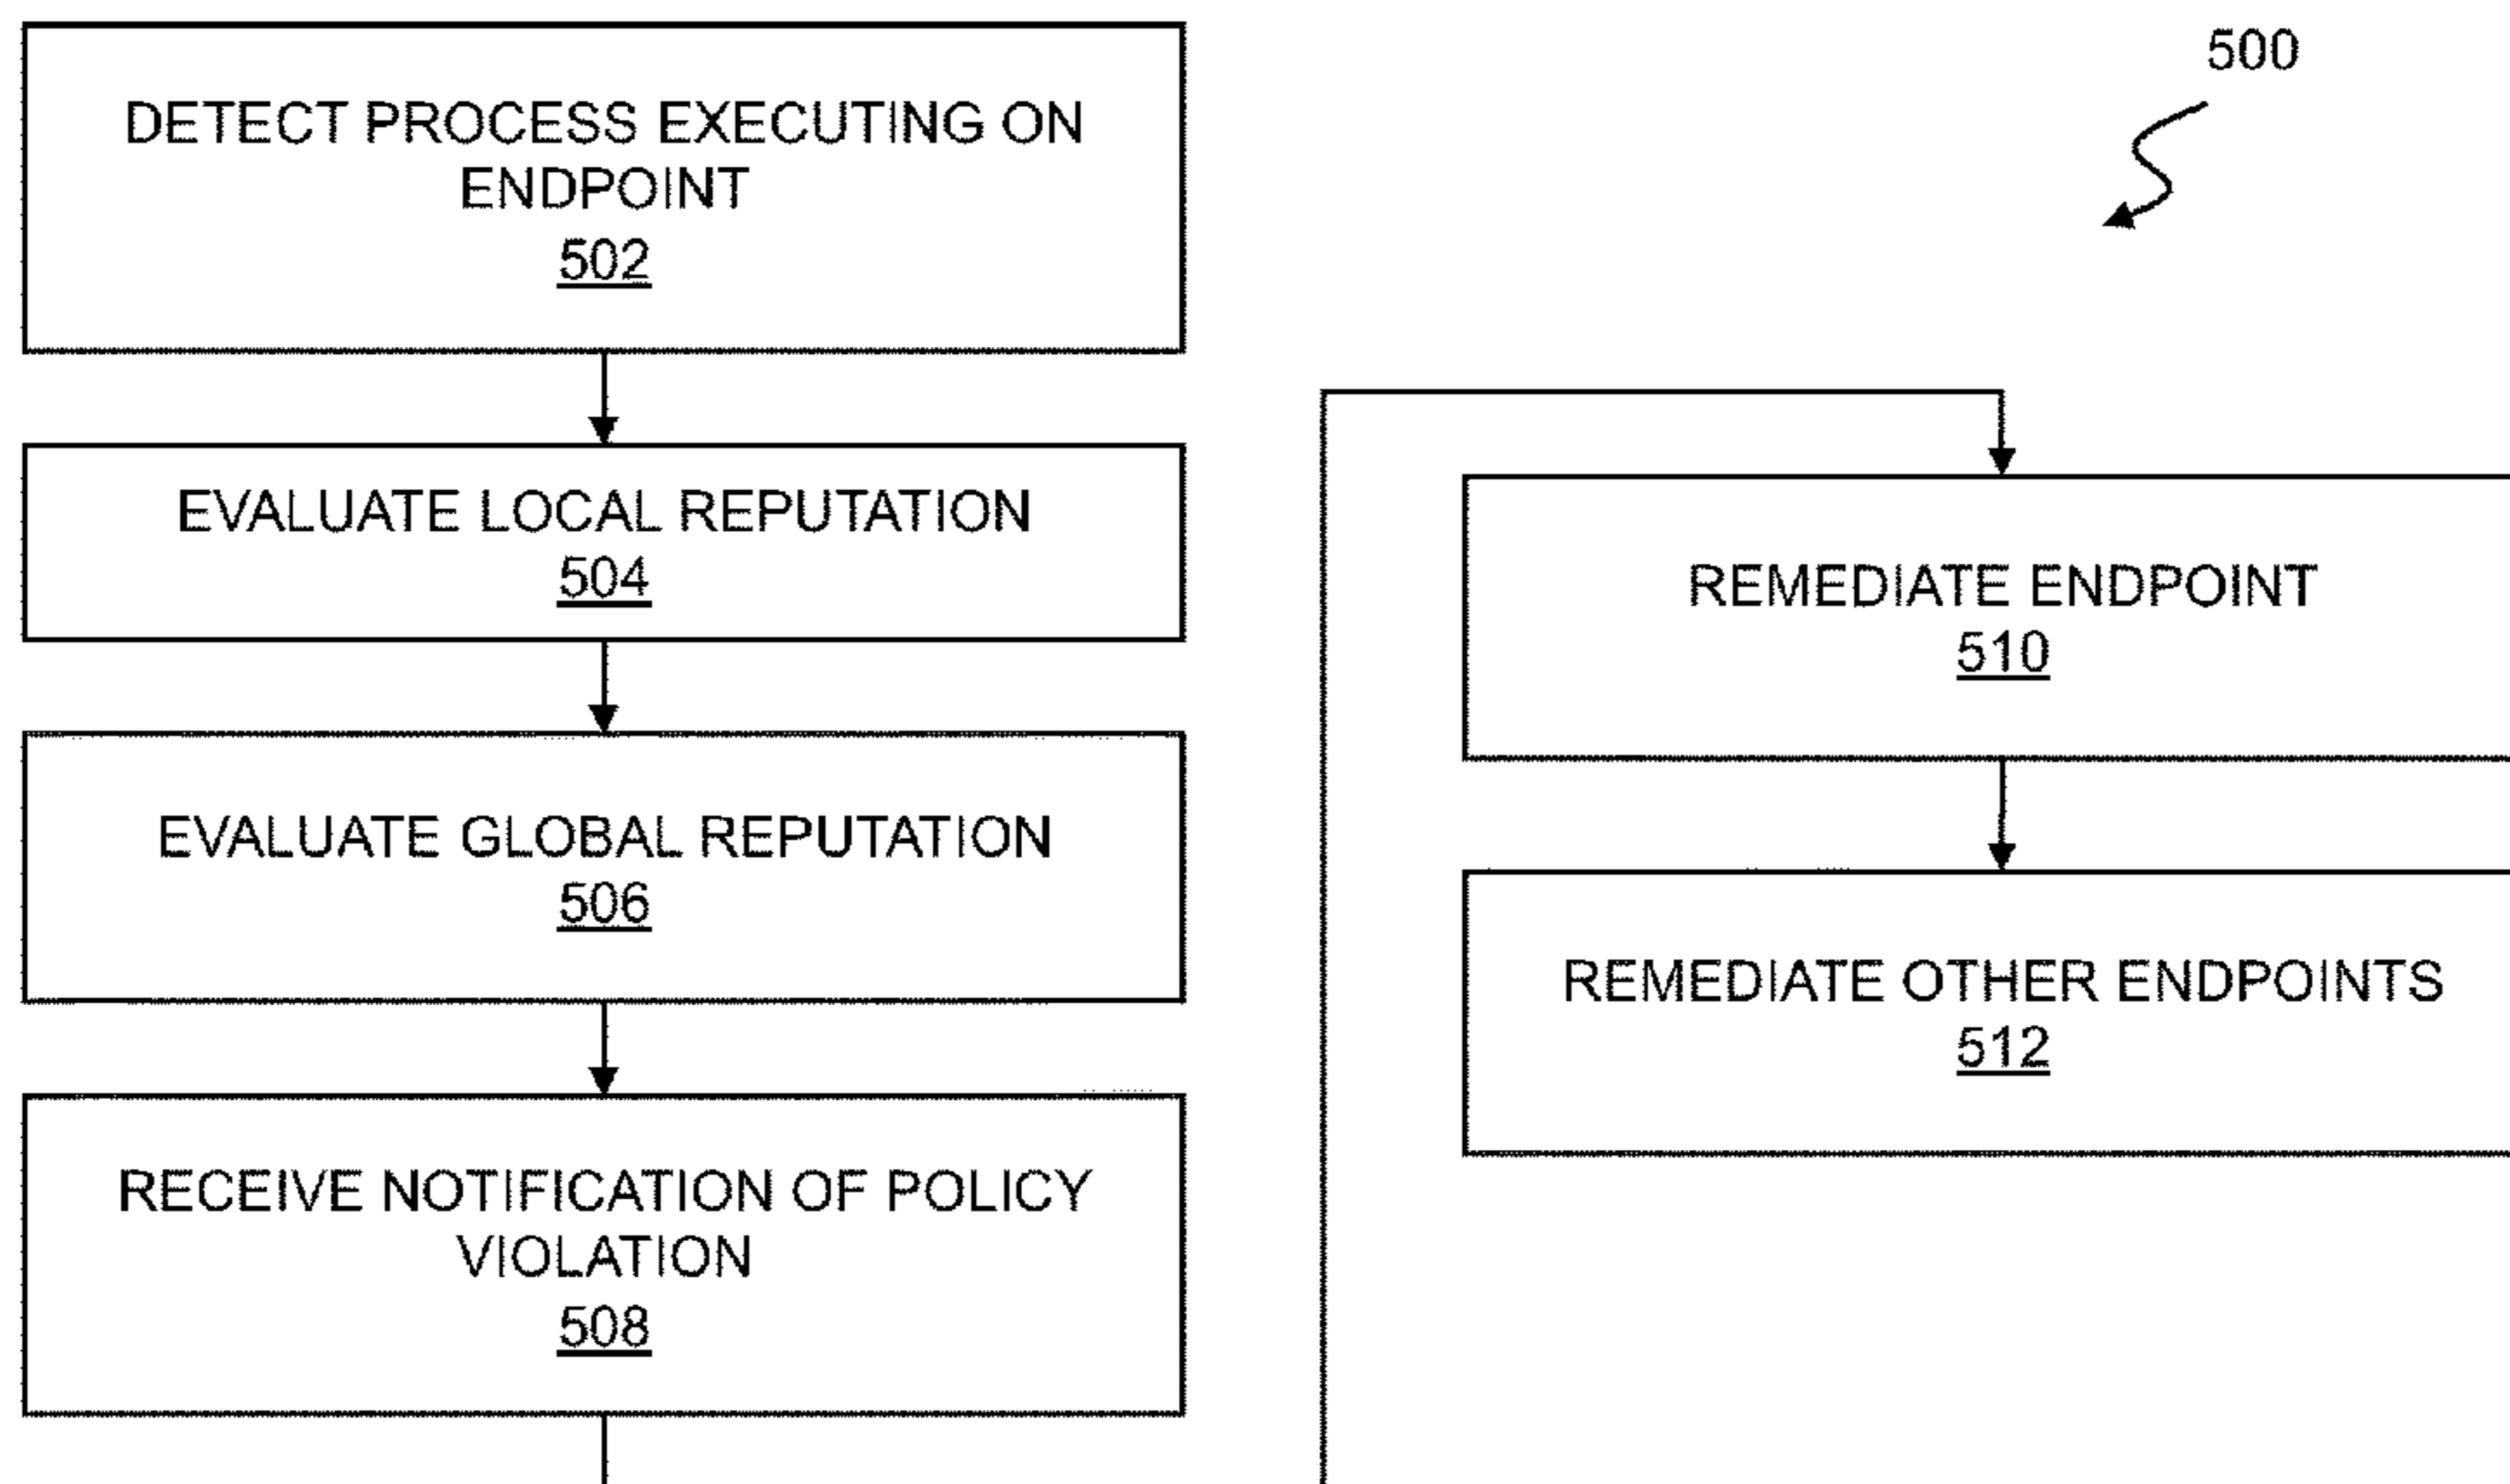 DETECT PROCESS EXECUTING ON
ENDPOINT
502
EVALUATE LOCAL REPUTATION
504
EVALUATE GLOBAL REPUTATION
506
RECEIVE NOTIFICATION OF POLICY
VIOLATION
508
500
REMEDIATE ENDPOINT
510
REMEDIATE OTHER ENDPOINTS
512